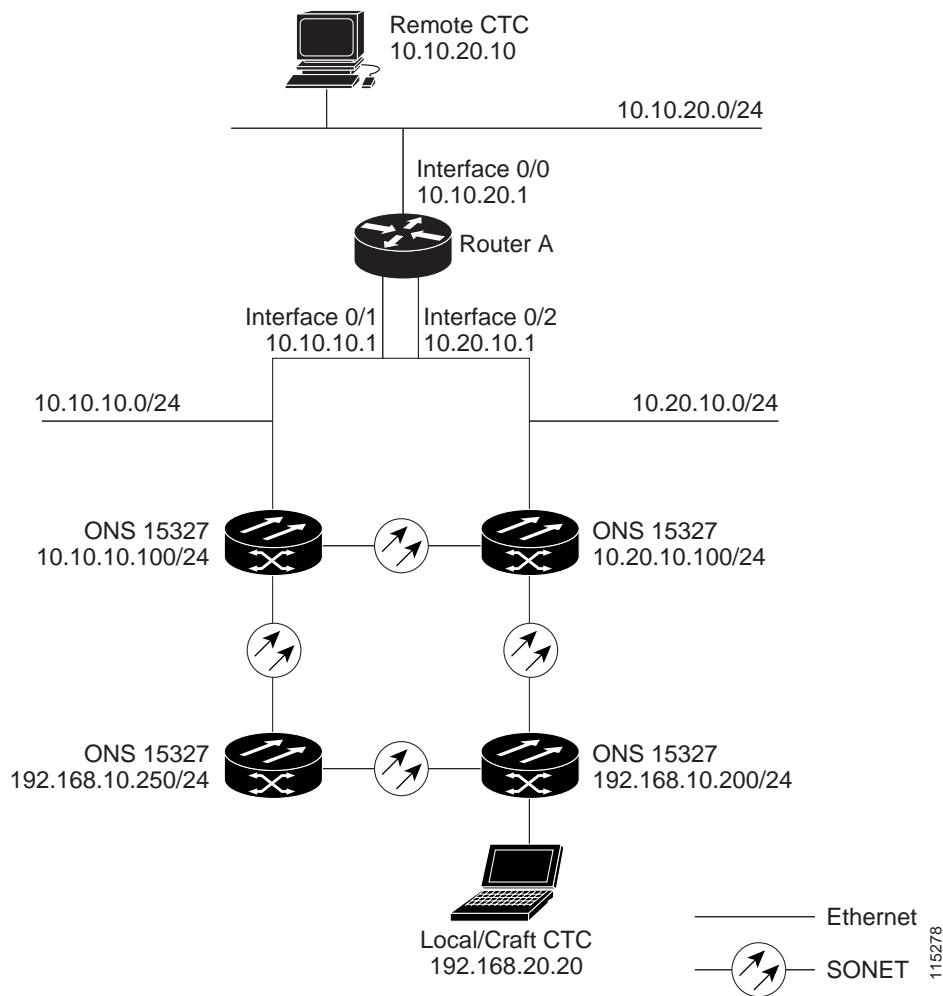 Remote CTC
10.10.20.10
10.10.20.0/24
Interface 0/0
10.10.20.1
Router A
Interface 0/1
10.10.10.1
Interface 0/2
10.20.10.1
10.10.10.0/24
10.20.10.0/24
ONS 15327
10.10.10.100/24
ONS 15327
10.20.10.100/24
ONS 15327
192.168.10.250/24
ONS 15327
192.168.10.200/24
Local/Craft CTC
192.168.20.20
Ethernet
SONET
115278